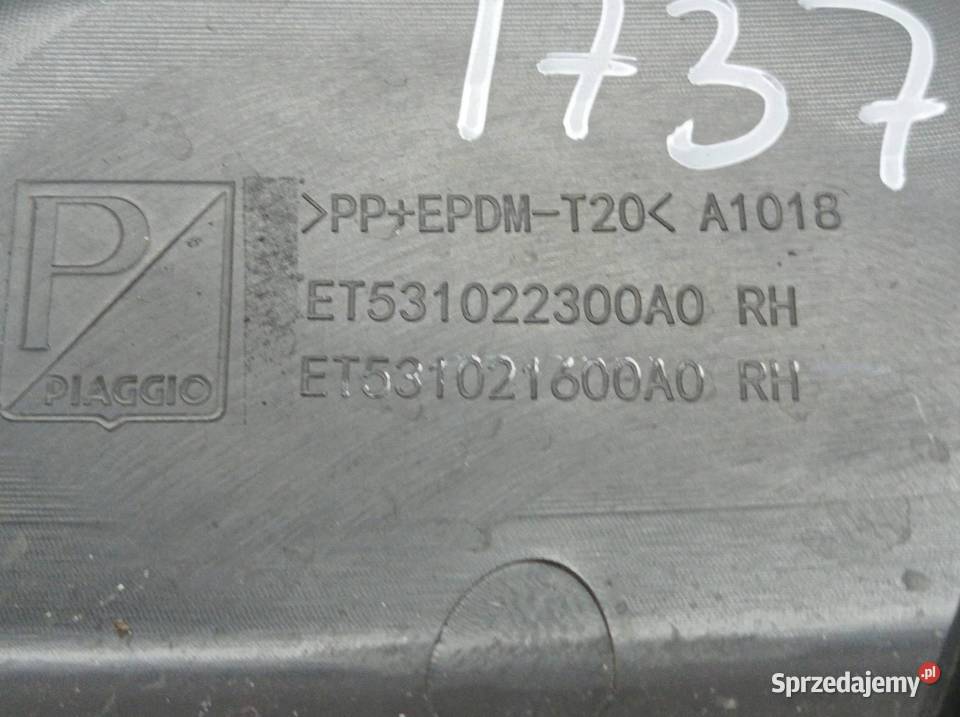 1737
>PP+EPDM-T20< A1018
ET531022300A0 RH
ET531021600A0 RH
P
PIAGGIO
Sprzedajemy.pl